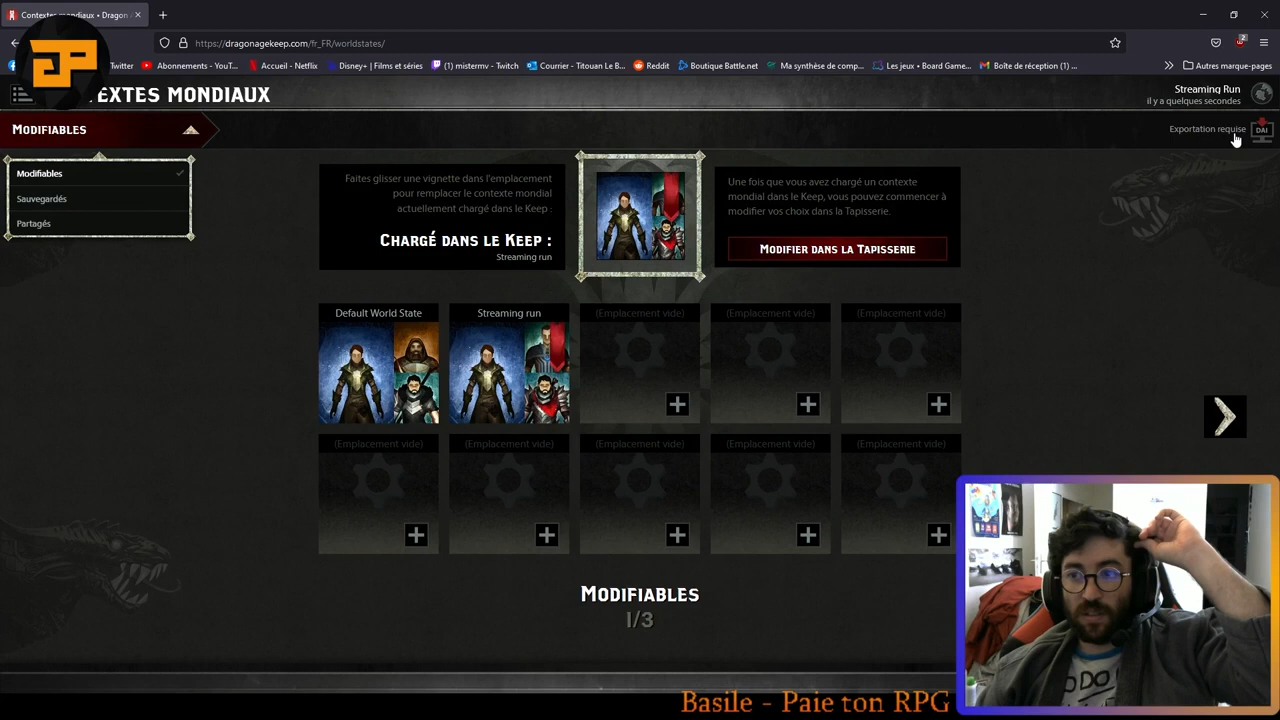 Contextes mondiaux • Dragon
https://dragonagekeep.com/fr_FR/worldstates/
2
Twitter
Abonnements - YouT...
Accueil - Netflix
Disney+ | Films et séries
(1) mistermv - Twitch
Courrier - Titouan Le B...
Reddit
Boutique Battle.net
Ma synthèse de comp...
Les jeux • Board Game...
Boîte de réception (1)...
Autres marque-pages
TEXTES MONDIAUX
Streaming Run
il y a quelques secondes
Modifiables
Exportation requise
DAI
Modifiables
Sauvegardés
Partagés
Faites glisser une vignette dans l'emplacement
pour remplacer le contexte mondial
actuellement chargé dans le Keep :
Chargé dans le Keep :
Streaming run
Une fois que vous avez chargé un contexte
mondial dans le Keep, vous pouvez commencer à
modifier vos choix dans la Tapisserie.
Modifier dans la Tapisserie
Default World State
Streaming run
(Emplacement vide)
(Emplacement vide)
(Emplacement vide)
(Emplacement vide)
(Emplacement vide)
(Emplacement vide)
(Emplacement vide)
(Emplacement vide)
Modifiables
1/3
Basile - Paie ton RPG